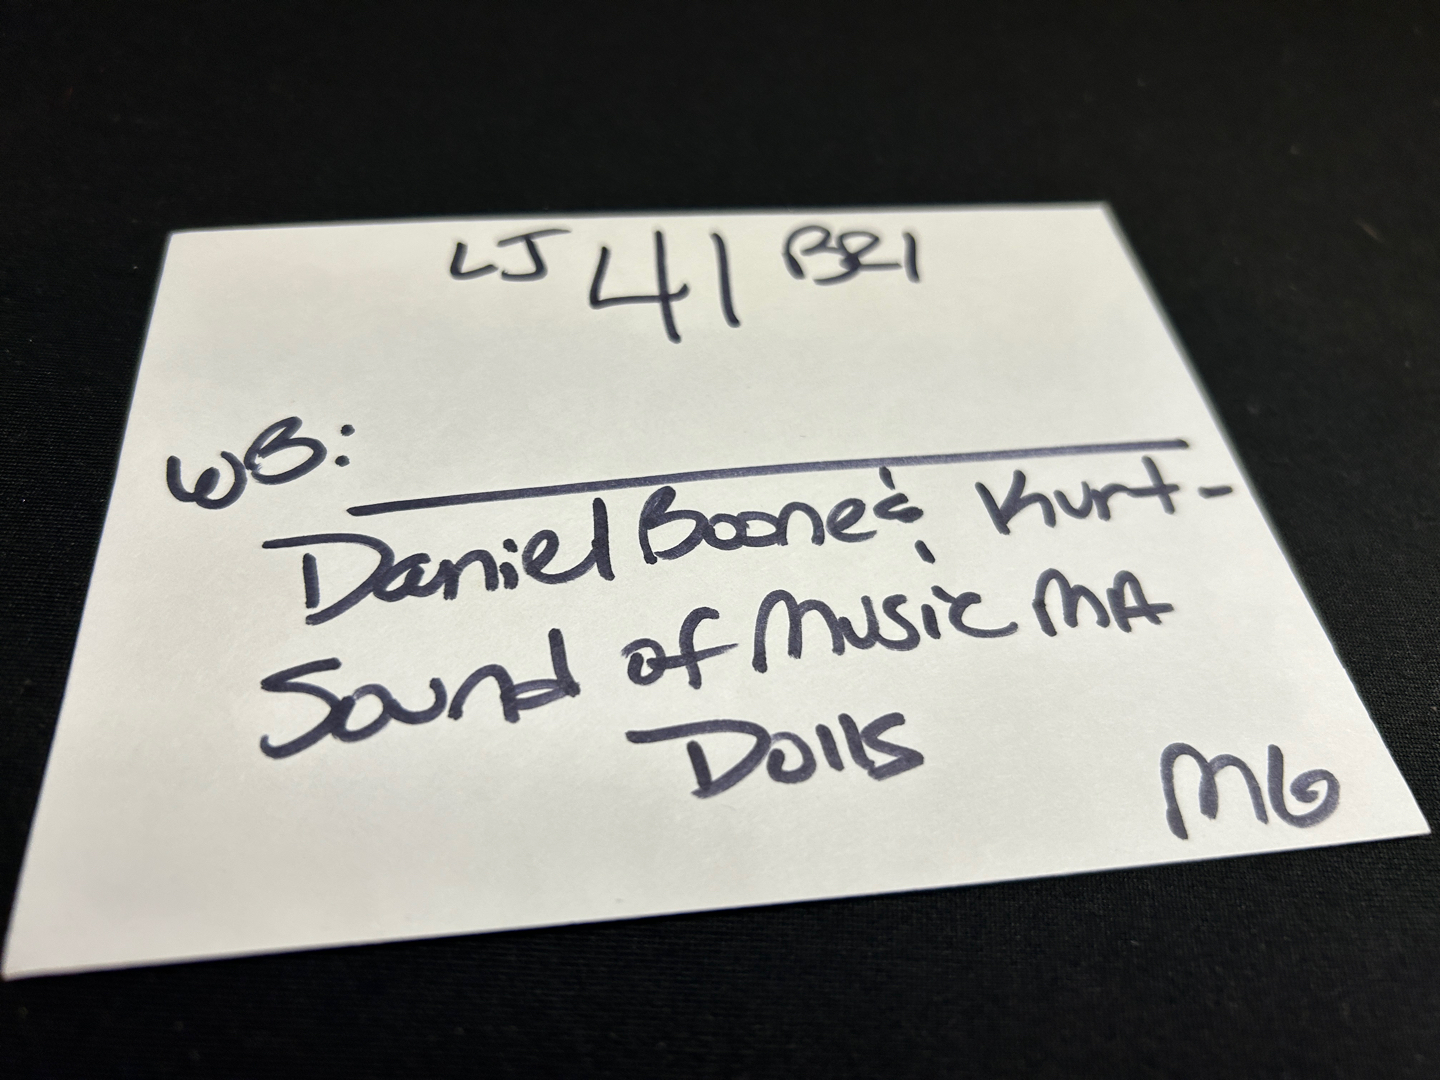 LJ 41 B21
WB:
Daniel Boone & Kurt-
Sound of Music MA
Dolls
MG